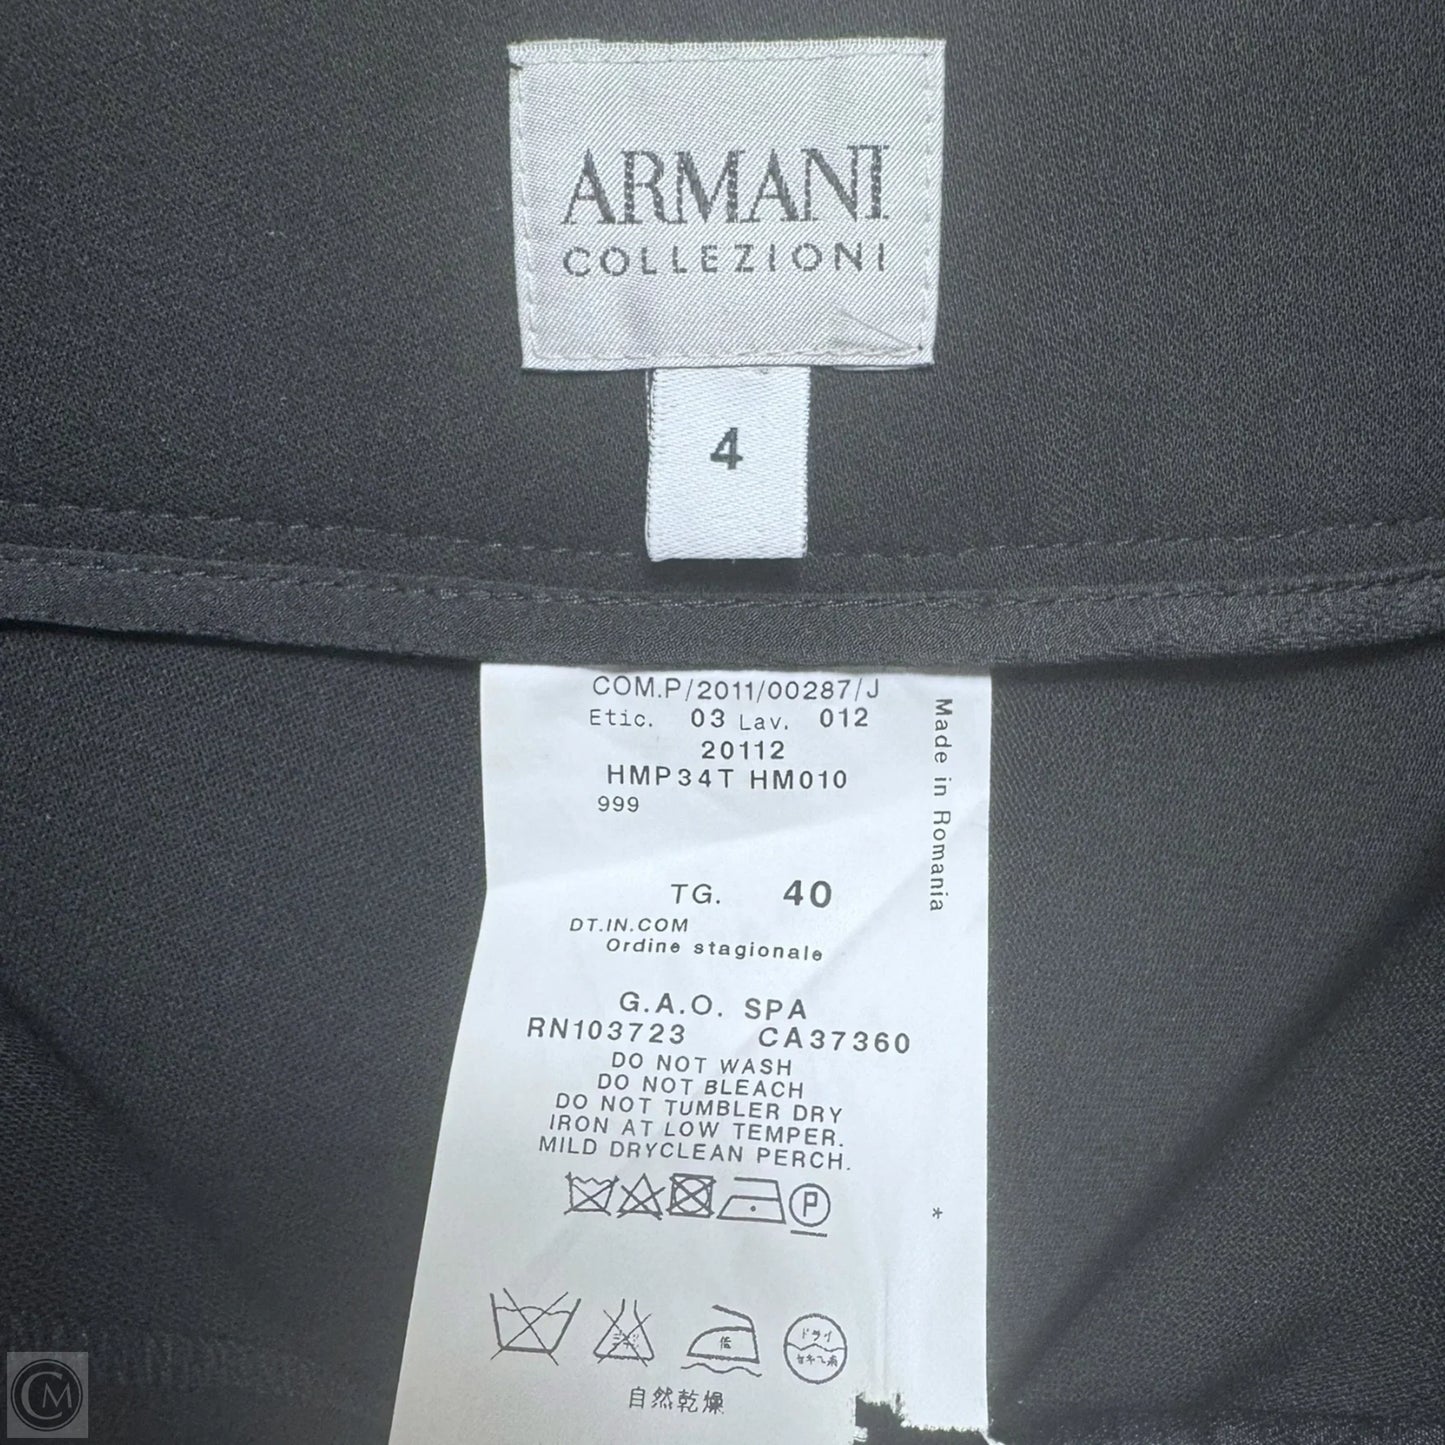 ARMANI
COLLEZIONI
4
COM.P/2011/00287/J
Etic. 03 Lav. 012
20112
HMP34T HM010
999
Made in Romania
TG. 40
DT.IN.COM
Ordine stagionale
G.A.O. SPA
RN103723 CA37360
DO NOT WASH
DO NOT BLEACH
DO NOT TUMBLER DRY
IRON AT LOW TEMPER.
MILD DRYCLEAN PERCH.
P
*
低
ドライ
自然乾燥
CM